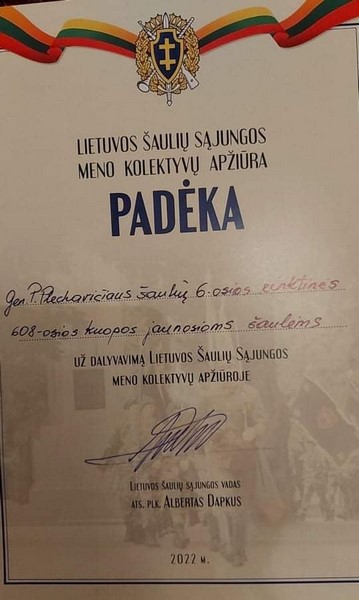 LIETUVOS ŠAULIŲ SĄJUNGOS
MENO KOLEKTYVŲ APŽIŪRA
PADĖKA
Gen. P. Plechavičiaus šaulių 6-osios rinktinės
608-osios kuopos jaunosioms šaulėms
UŽ DALYVAVIMĄ LIETUVOS ŠAULIŲ SĄJUNGOS
MENO KOLEKTYVŲ APŽIŪROJE
LIETUVOS ŠAULIŲ SĄJUNGOS VADAS
ATS. PLK. ALBERTAS DAPKUS
2022 M.